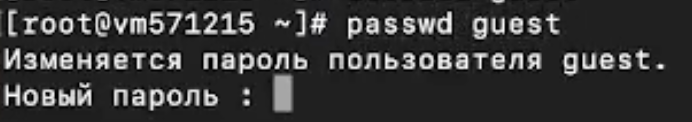 [[root@vm571215 ~]# passwd guest
Изменяется пароль пользователя guest.
Новый пароль :